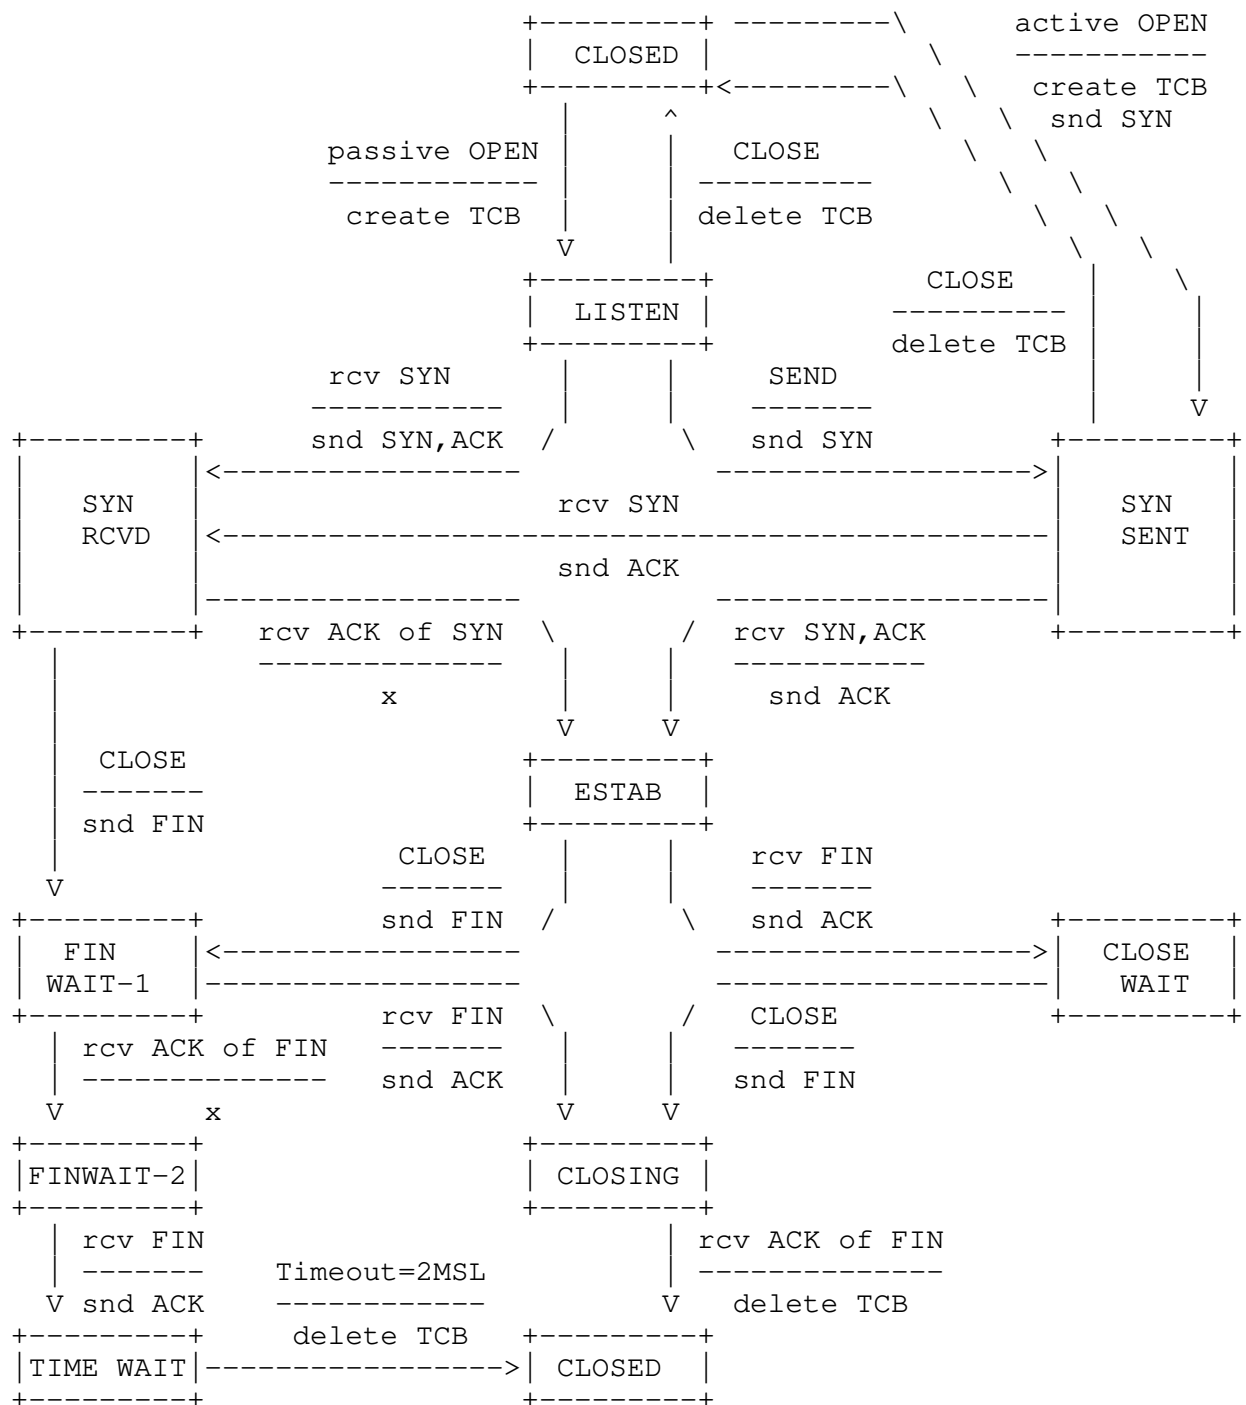 +---------+ ---------\ active OPEN
| CLOSED | \ -----------
+---------+<---------\ \ create TCB
| ^ \ \ snd SYN
passive OPEN | | CLOSE \ \
------------ | | ---------- \ \
create TCB | | delete TCB \ \
V | \ \
+---------+ CLOSE | \
| LISTEN | ---------- | |
+---------+ delete TCB | |
rcv SYN | | SEND | |
----------- | | ------- | V
+---------+ snd SYN,ACK / \ snd SYN +---------+
| |<----------------- ------------------>| |
| SYN | rcv SYN | SYN |
| RCVD |<-----------------------------------------------| SENT |
| | snd ACK | |
| |------------------ -------------------| |
+---------+ rcv ACK of SYN \ / rcv SYN,ACK +---------+
| -------------- | | -----------
| x | | snd ACK
| V V
| CLOSE +---------+
| ------- | ESTAB |
| snd FIN +---------+
| CLOSE | | rcv FIN
V ------- | | -------
+---------+ snd FIN / \ snd ACK +---------+
| FIN |<----------------- ------------------>| CLOSE |
| WAIT-1 |------------------ -------------------| WAIT |
+---------+ rcv FIN \ / CLOSE +---------+
| rcv ACK of FIN ------- | | -------
| -------------- snd ACK | | snd FIN
V x V V
+---------+ +---------+
|FINWAIT-2| | CLOSING |
+---------+ +---------+
| rcv FIN | rcv ACK of FIN
| ------- Timeout=2MSL | --------------
V snd ACK ------------ V delete TCB
+---------+ delete TCB +---------+
|TIME WAIT|----------------->| CLOSED |
+---------+ +---------+